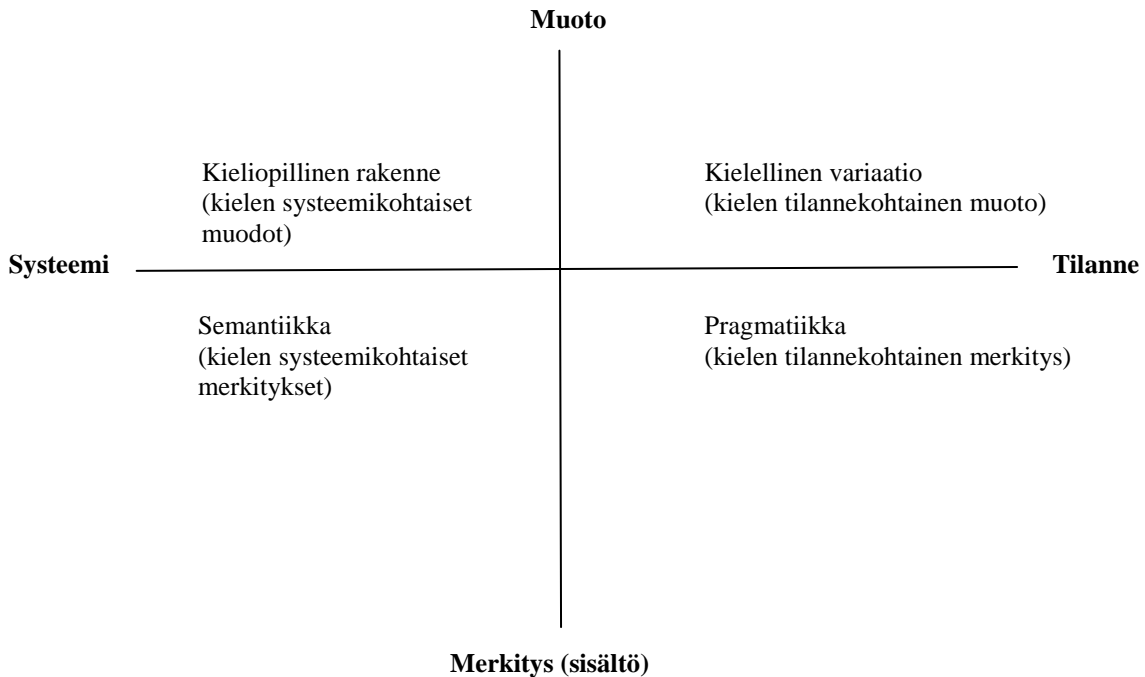 Muoto
Kieliopillinen rakenne
(kielen systeemikohtaiset
muodot)
Kielellinen variaatio
(kielen tilannekohtainen muoto)
Systeemi
Tilanne
Semantiikka
(kielen systeemikohtaiset
merkitykset)
Pragmatiikka
(kielen tilannekohtainen merkitys)
Merkitys (sisältö)